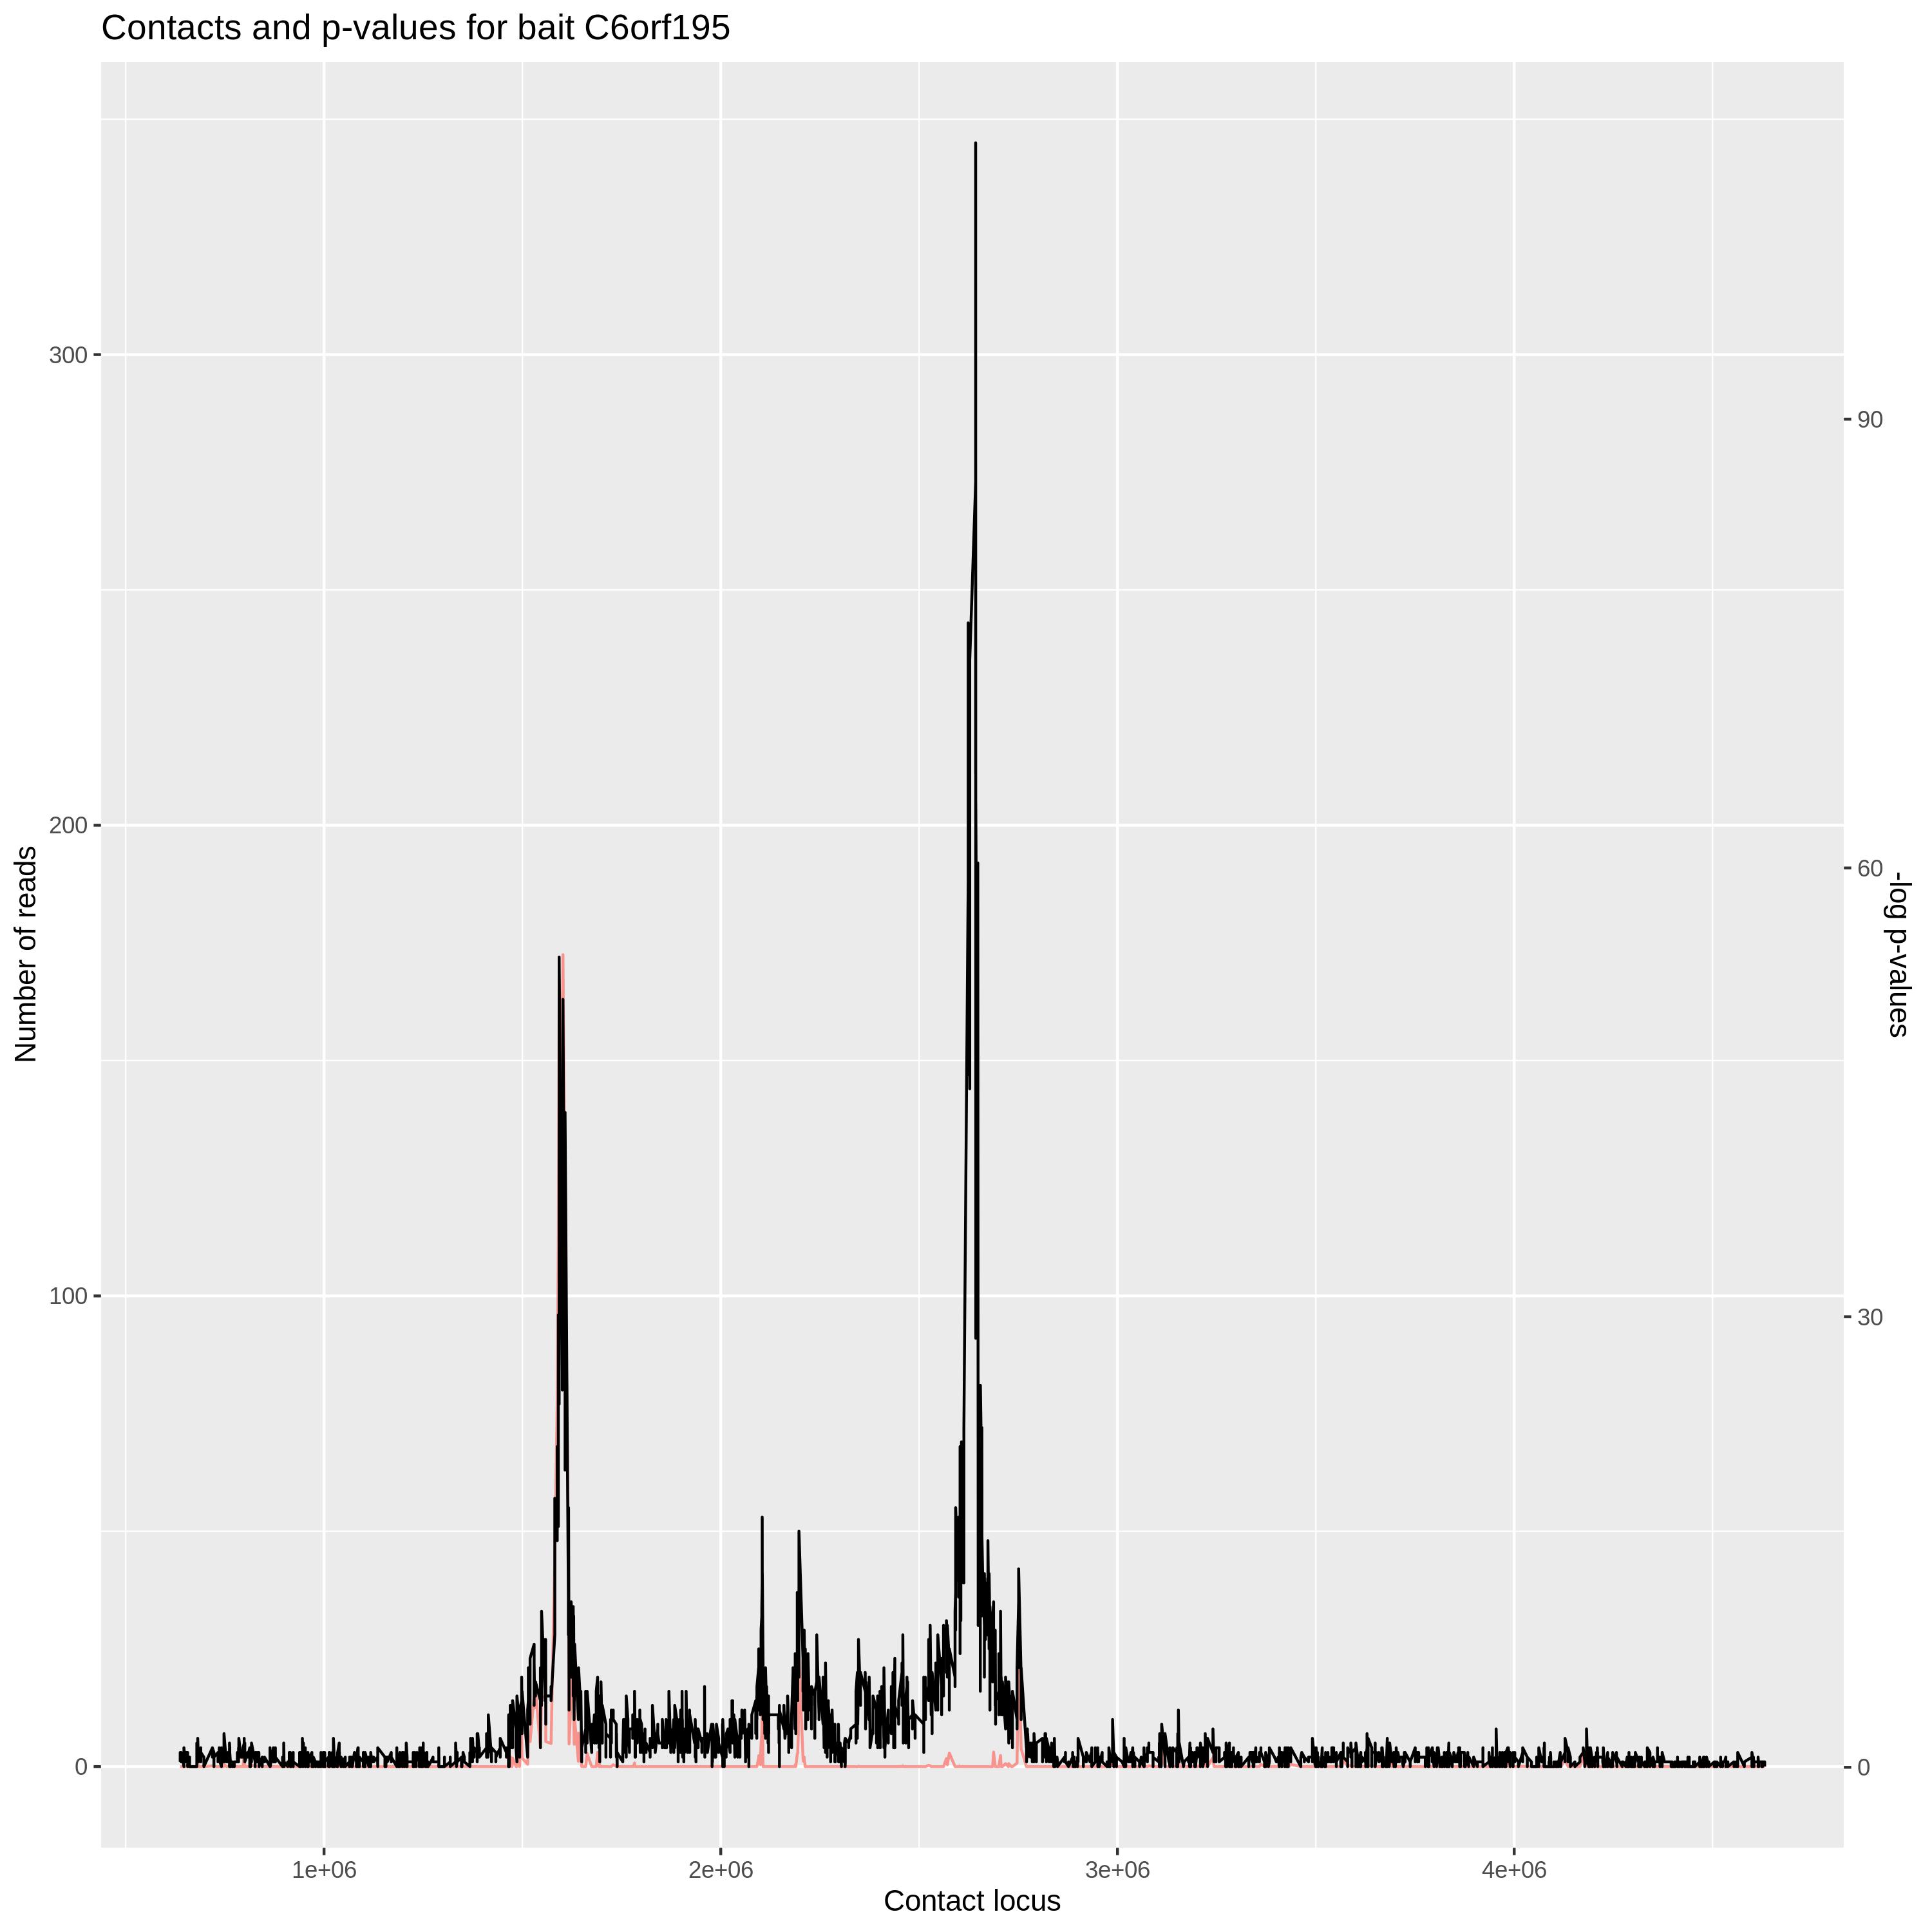 Contacts and p-values for bait C6orf195
300
200
100
0
90
60
30
0
Number of reads
-log p-values
1e+06
2e+06
3e+06
4e+06
Contact locus